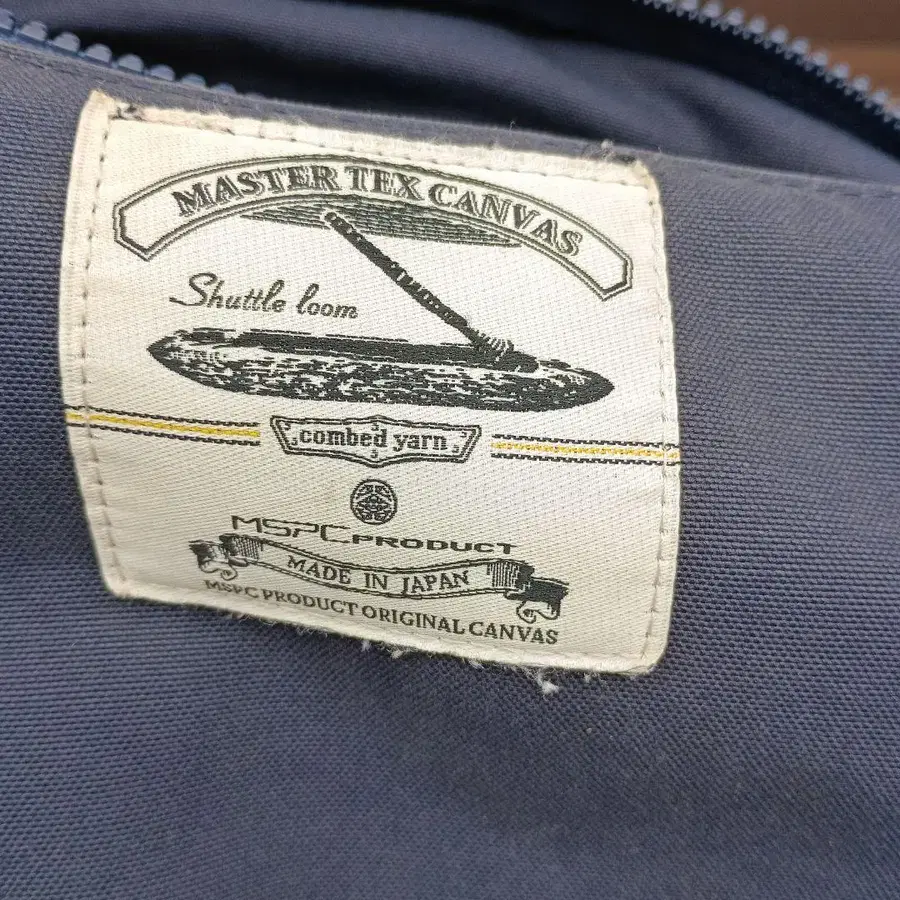 MASTER TEX CANVAS
Shuttle loom
combed yarn
MSPC PRODUCT
MADE IN JAPAN
MSPC PRODUCT ORIGINAL CANVAS